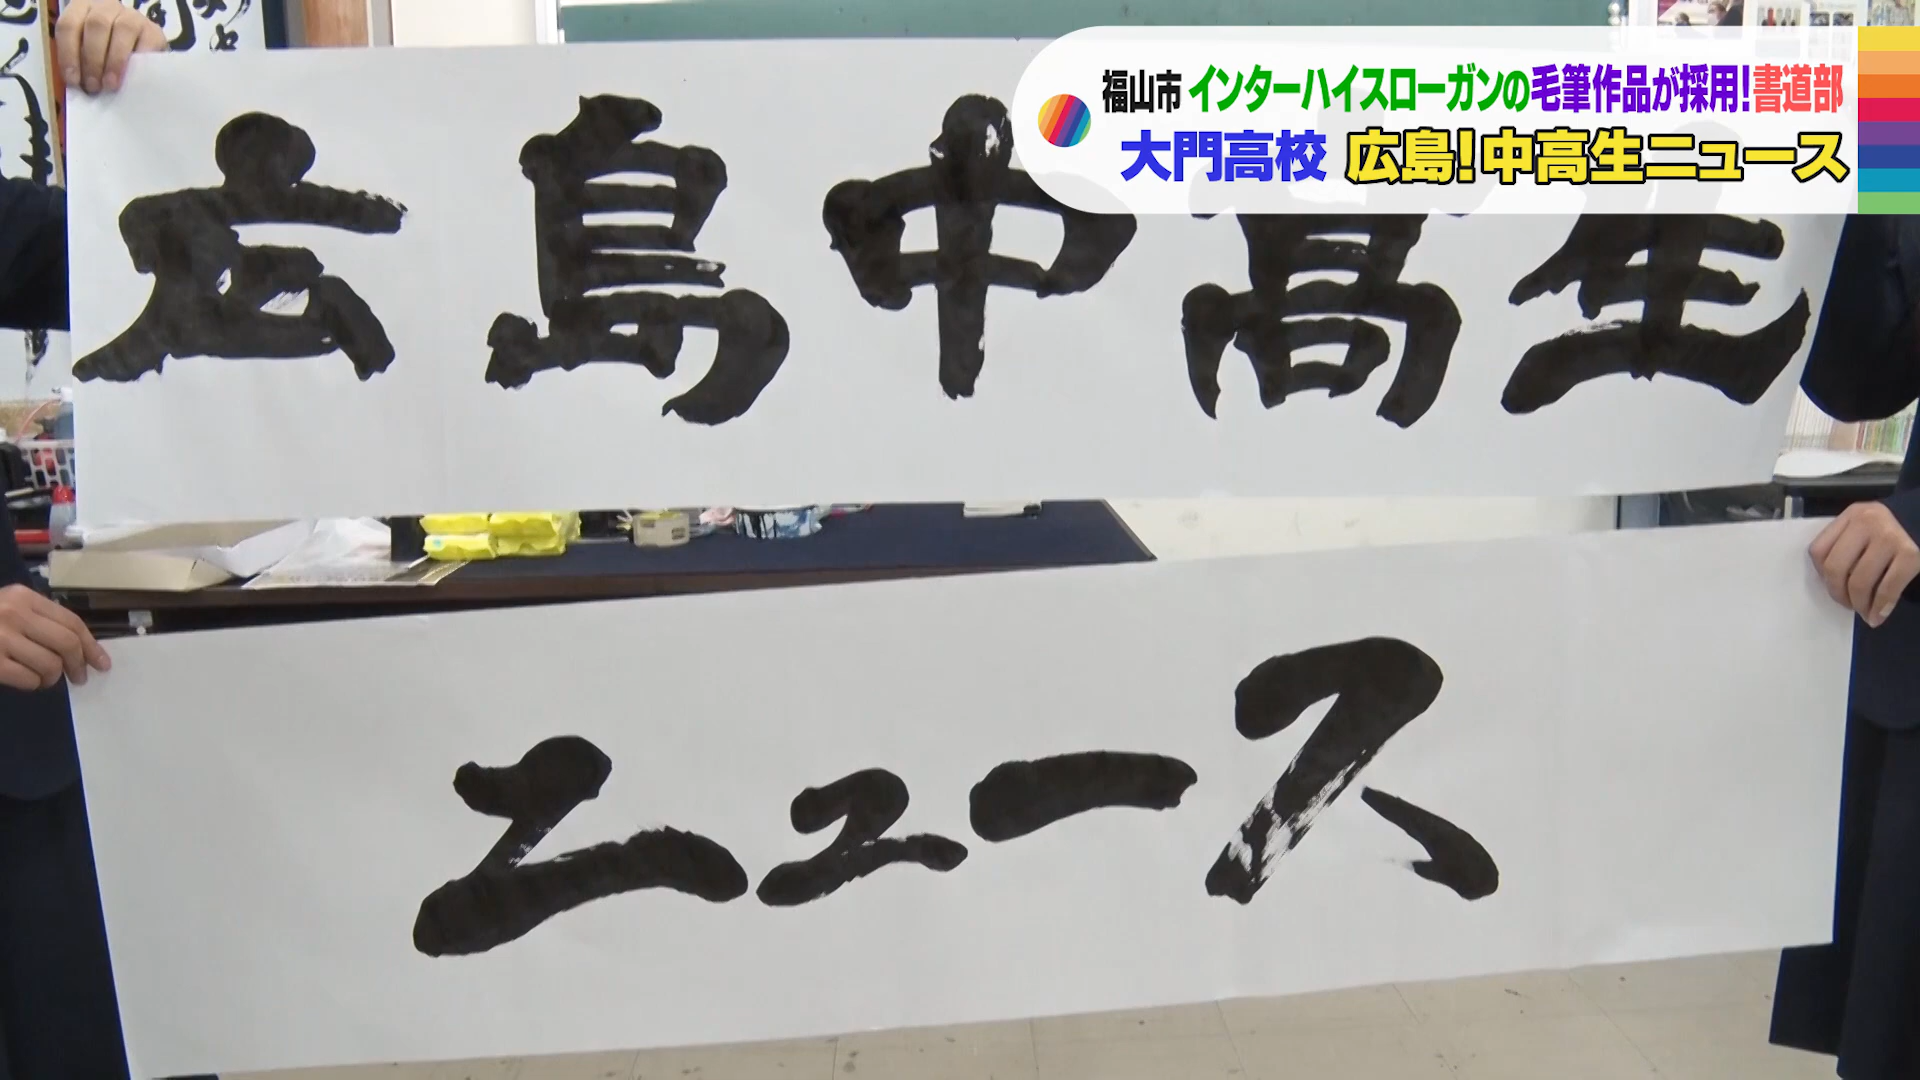 福山市 インターハイスローガンの毛筆作品が採用!書道部
大門高校 広島!中高生ニュース
広島中高生
ニュース